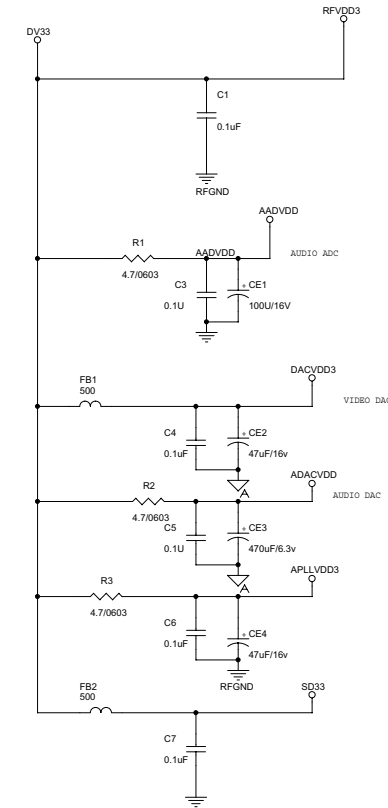 RFVDD3
DV33
C1
0.1uF
RFGND
AADVDD
R1
AADVDD
AUDIO ADC
4.7/0603
C3
+ CE1
0.1U
100U/16V
DACVDD3
FB1
500
VIDEO DAC
C4
+ CE2
0.1uF
47uF/16v
A
ADACVDD
R2
AUDIO DAC
4.7/0603
C5
+ CE3
0.1U
470uF/6.3v
A
APLLVDD3
R3
4.7/0603
C6
+ CE4
0.1uF
47uF/16v
RFGND
FB2
500
SD33
C7
0.1uF